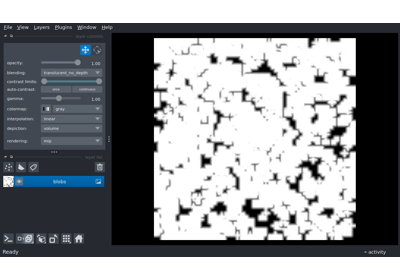 File View Layers Plugins Window Help
opacity: 1.00
blending: translucent_no_depth
contrast limits:
auto-contrast: once continuous
gamma: 1.00
colormap: gray
interpolation: linear
depiction: volume
rendering: mip
blobs
Ready activity